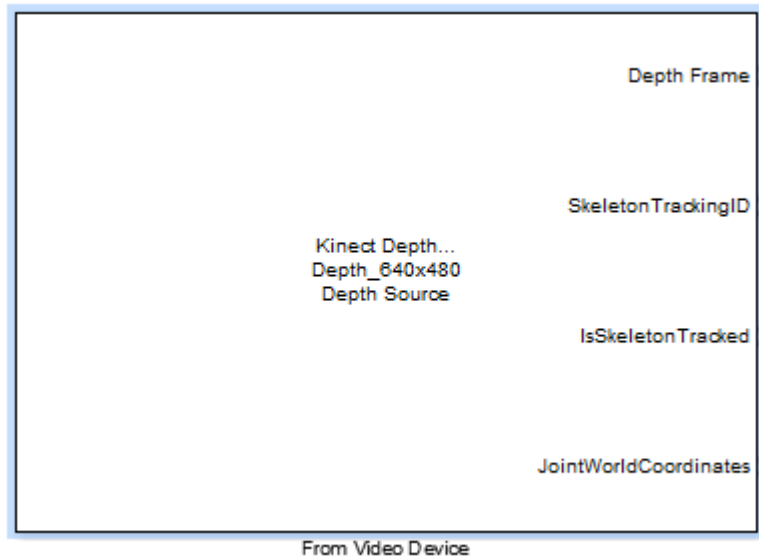 Depth Frame
SkeletonTrackingID
Kinect Depth...
Depth_640x480
Depth Source
IsSkeletonTracked
JointWorldCoordinates
From Video Device